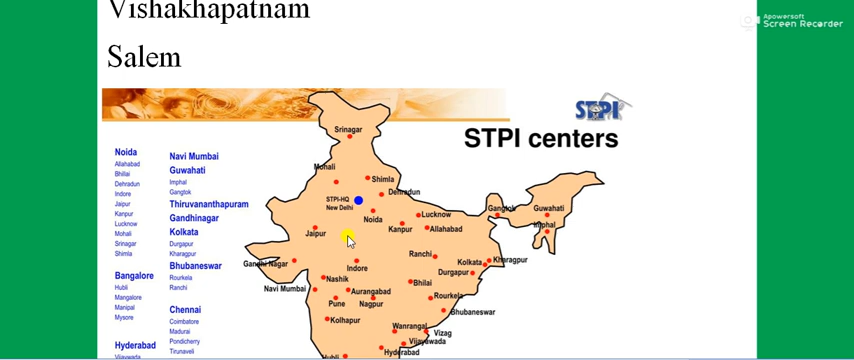 Vishakhapatnam
Salem
Apowersoft
Screen Recorder
STPI
STPI centers
Noida
Allahabad
Bhillai
Dehradun
Indore
Jaipur
Kanpur
Lucknow
Mohali
Srinagar
Shimla
Bangalore
Hubli
Mangalore
Manipal
Mysore
Hyderabad
Vijaywada
Navi Mumbai
Guwahati
Imphal
Gangtok
Thiruvananthapuram
Gandhinagar
Kolkata
Durgapur
Kharagpur
Bhubaneswar
Rourkela
Ranchi
Chennai
Coimbatore
Madurai
Pondicherry
Tirunaveli
Srinagar
Mohali
Shimla
Dehradun
STPI-HQ
New Delhi
Noida
Lucknow
Gangtok
Guwahati
Jaipur
Kanpur
Allahabad
Imphal
Gandhi Nagar
Indore
Ranchi
Kolkata
Kharagpur
Durgapur
Nashik
Bhilai
Navi Mumbai
Aurangabad
Rourkela
Pune
Nagpur
Bhubaneswar
Kolhapur
Wanrangal
Vizag
Vijayawada
Hyderabad
Hubli